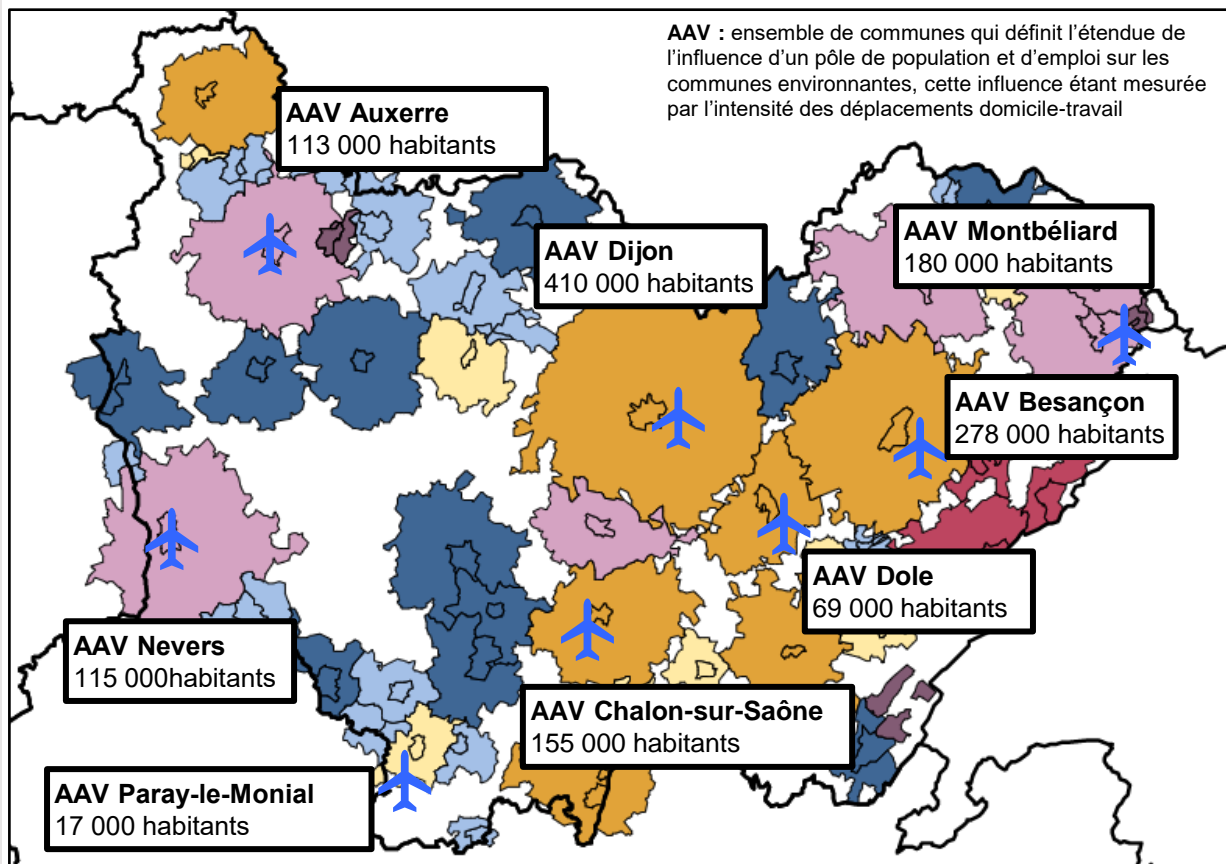 AAV : ensemble de communes qui définit l’étendue de
l’influence d’un pôle de population et d’emploi sur les
communes environnantes, cette influence étant mesurée
par l’intensité des déplacements domicile-travail
AAV Auxerre
113 000 habitants
AAV Dijon
410 000 habitants
AAV Montbéliard
180 000 habitants
AAV Besançon
278 000 habitants
AAV Dole
69 000 habitants
AAV Nevers
115 000habitants
AAV Chalon-sur-Saône
155 000 habitants
AAV Paray-le-Monial
17 000 habitants